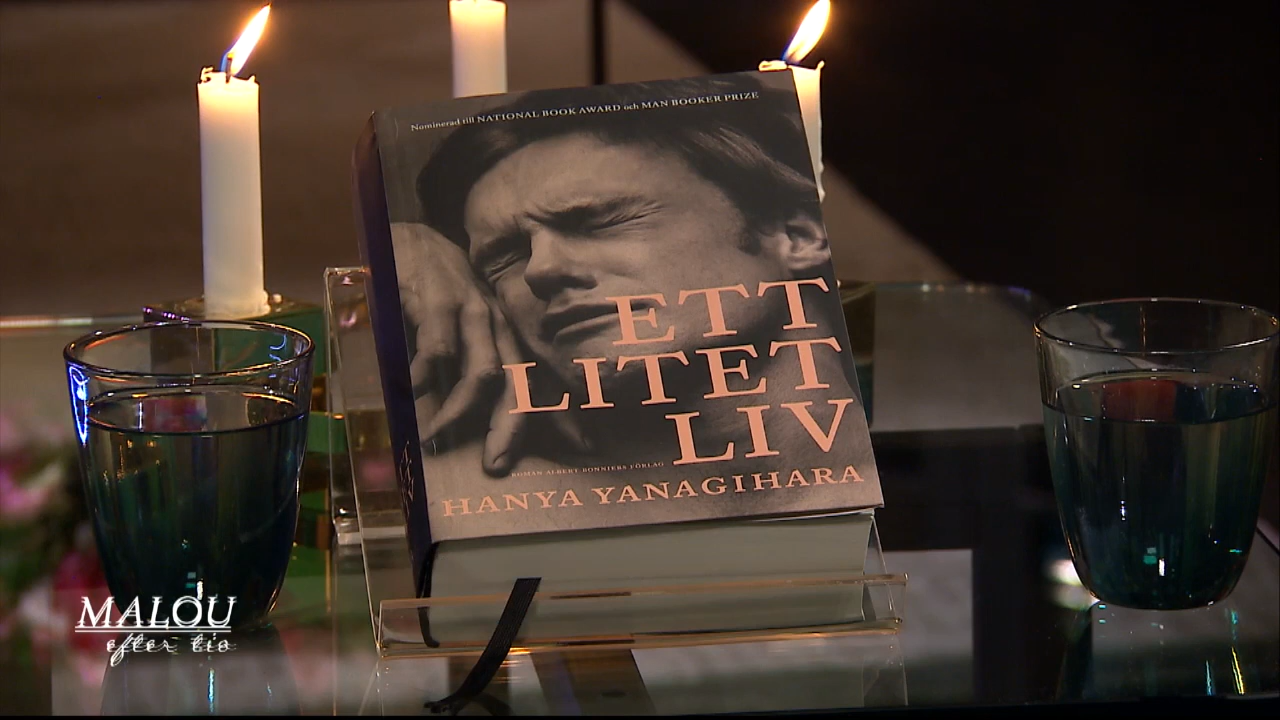 Nominerad till NATIONAL BOOK AWARD och MAN BOOKER PRIZE
ETT
LITET
LIV
ROMAN ALBERT BONNIERS FÖRLAG
HANYA YANAGIHARA
MALOU
efter tio